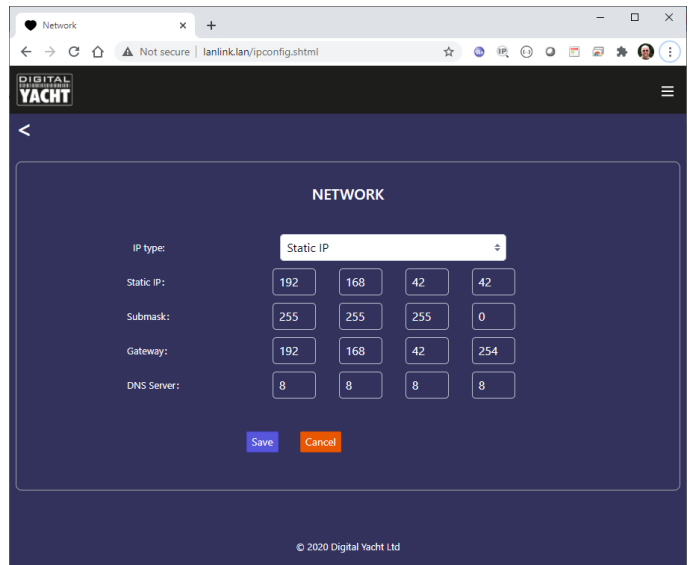 Network
Not secure | lanlink.lan/ipconfig.shtml
DIGITAL
YACHT
<
NETWORK
IP type: Static IP
Static IP: 192 168 42 42
Submask: 255 255 255 0
Gateway: 192 168 42 254
DNS Server: 8 8 8 8
Save Cancel
© 2020 Digital Yacht Ltd